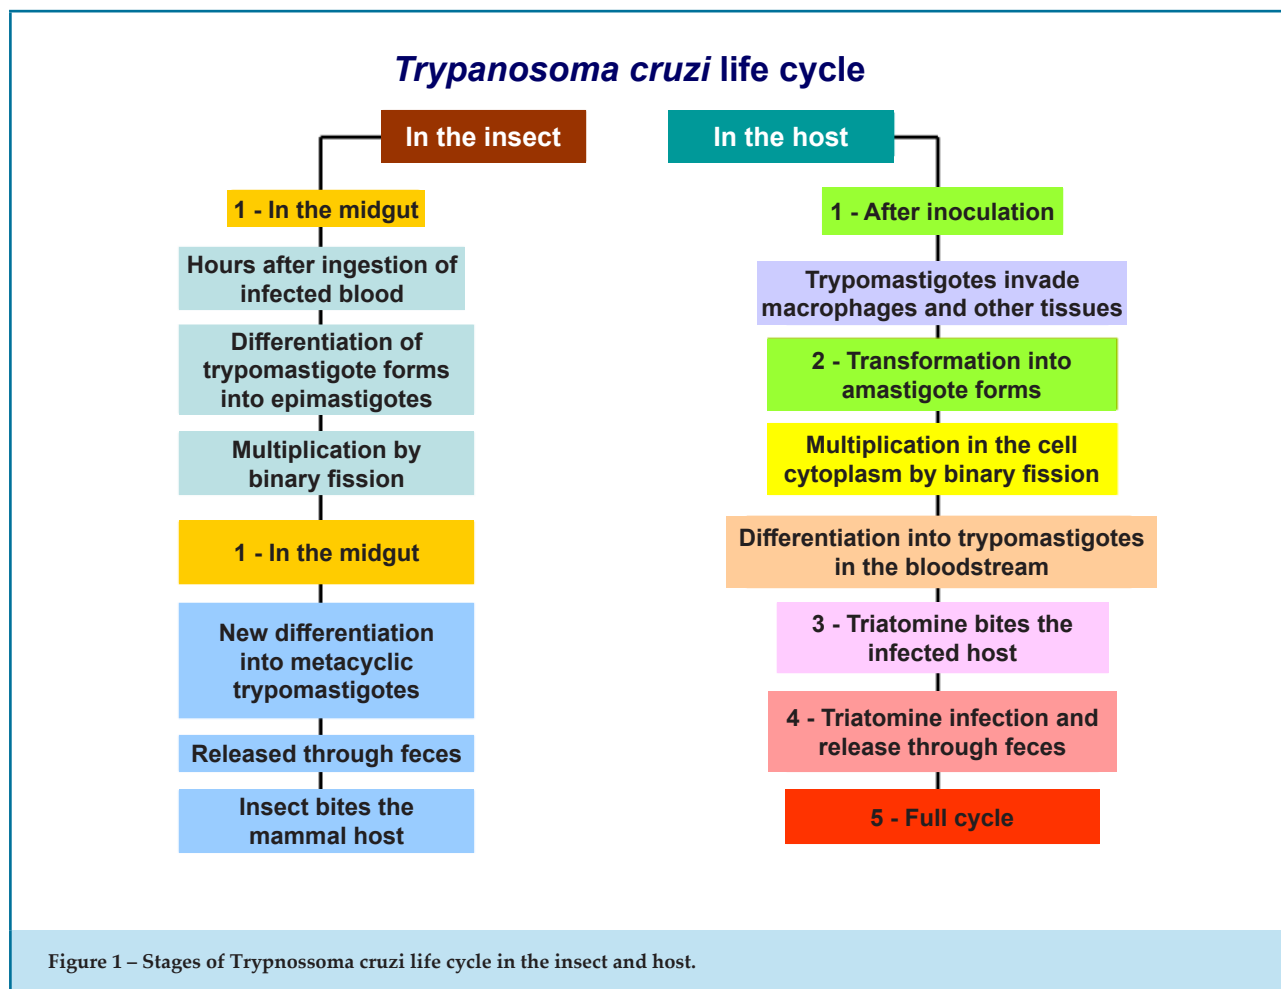 Trypanosoma cruzi life cycle
In the insect
1 - In the midgut
Hours after ingestion of
infected blood
Differentiation of
trypomastigote forms
into epimastigotes
Multiplication by
binary fission
1 - In the midgut
New differentiation
into metacyclic
trypomastigotes
Released through feces
Insect bites the
mammal host
In the host
1 - After inoculation
Trypomastigotes invade
macrophages and other tissues
2 - Transformation into
amastigote forms
Multiplication in the cell
cytoplasm by binary fission
Differentiation into trypomastigotes
in the bloodstream
3 - Triatomine bites the
infected host
4 - Triatomine infection and
release through feces
5 - Full cycle
Figure 1 – Stages of Trypnossoma cruzi life cycle in the insect and host.